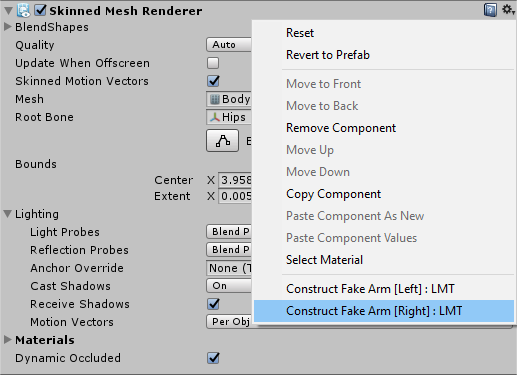 Skinned Mesh Renderer
BlendShapes
Quality Auto
Update When Offscreen
Skinned Motion Vectors
Mesh Body
Root Bone Hips
Bounds
Center X 3.958
Extent X 0.005
Lighting
Light Probes Blend P
Reflection Probes Blend P
Anchor Override None (T
Cast Shadows On
Receive Shadows
Motion Vectors Per Obj
Materials
Dynamic Occluded
Reset
Revert to Prefab
Move to Front
Move to Back
Remove Component
Move Up
Move Down
Copy Component
Paste Component As New
Paste Component Values
Select Material
Construct Fake Arm [Left] : LMT
Construct Fake Arm [Right] : LMT